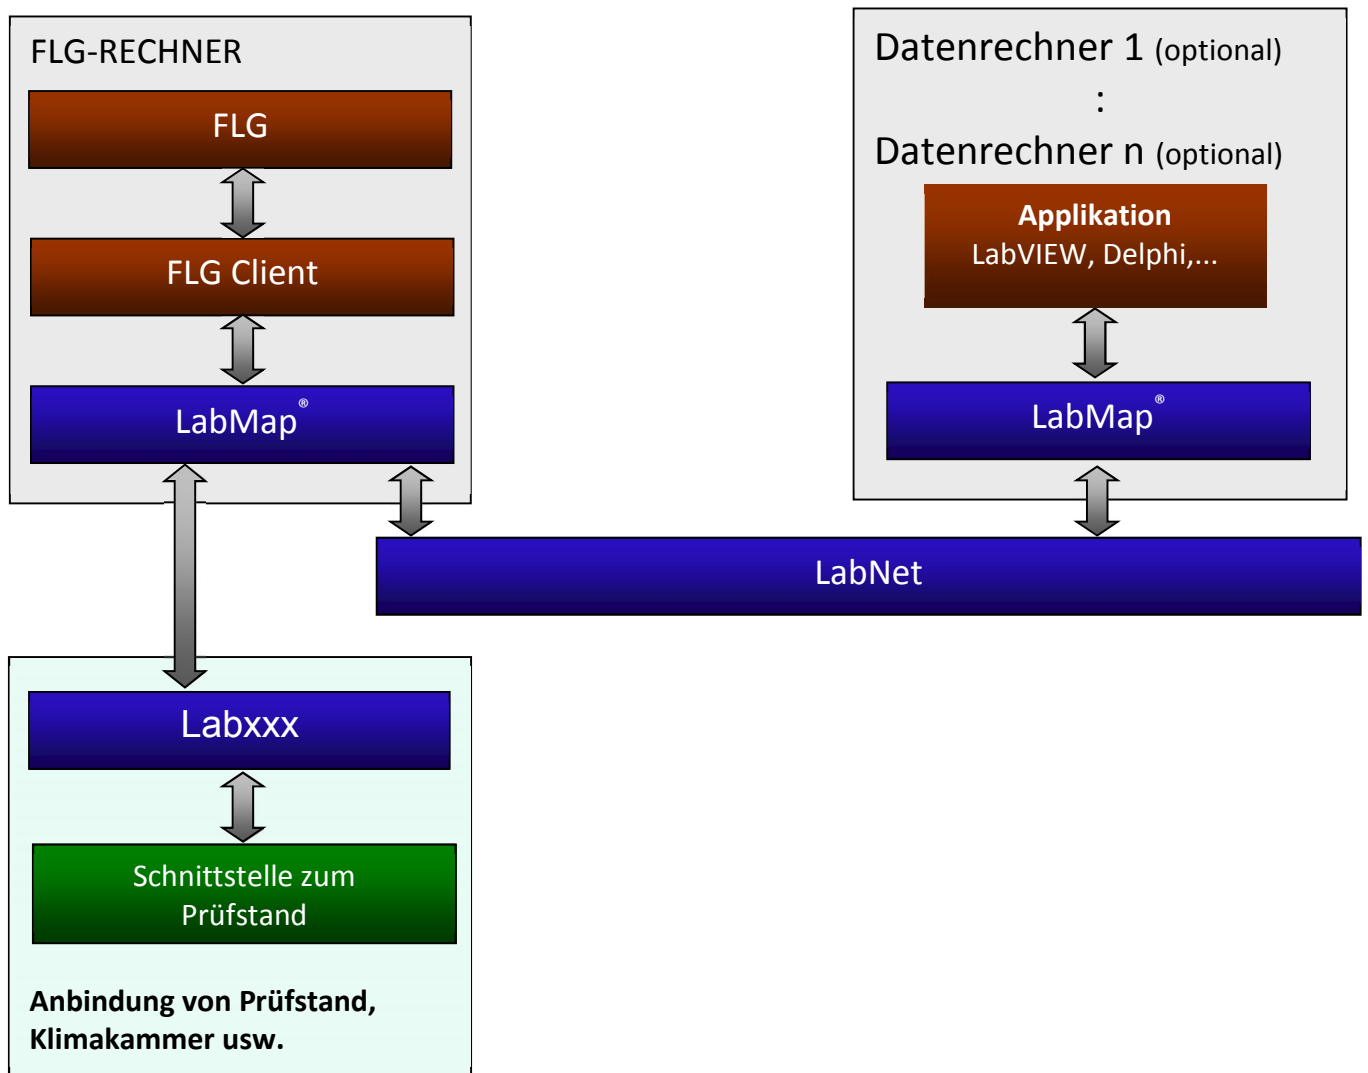 FLG-RECHNER
FLG
FLG Client
LabMap®
Datenrechner 1 (optional)
:
Datenrechner n (optional)
Applikation
LabVIEW, Delphi,...
LabMap®
LabNet
Labxxx
Schnittstelle zum
Prüfstand
Anbindung von Prüfstand,
Klimakammer usw.